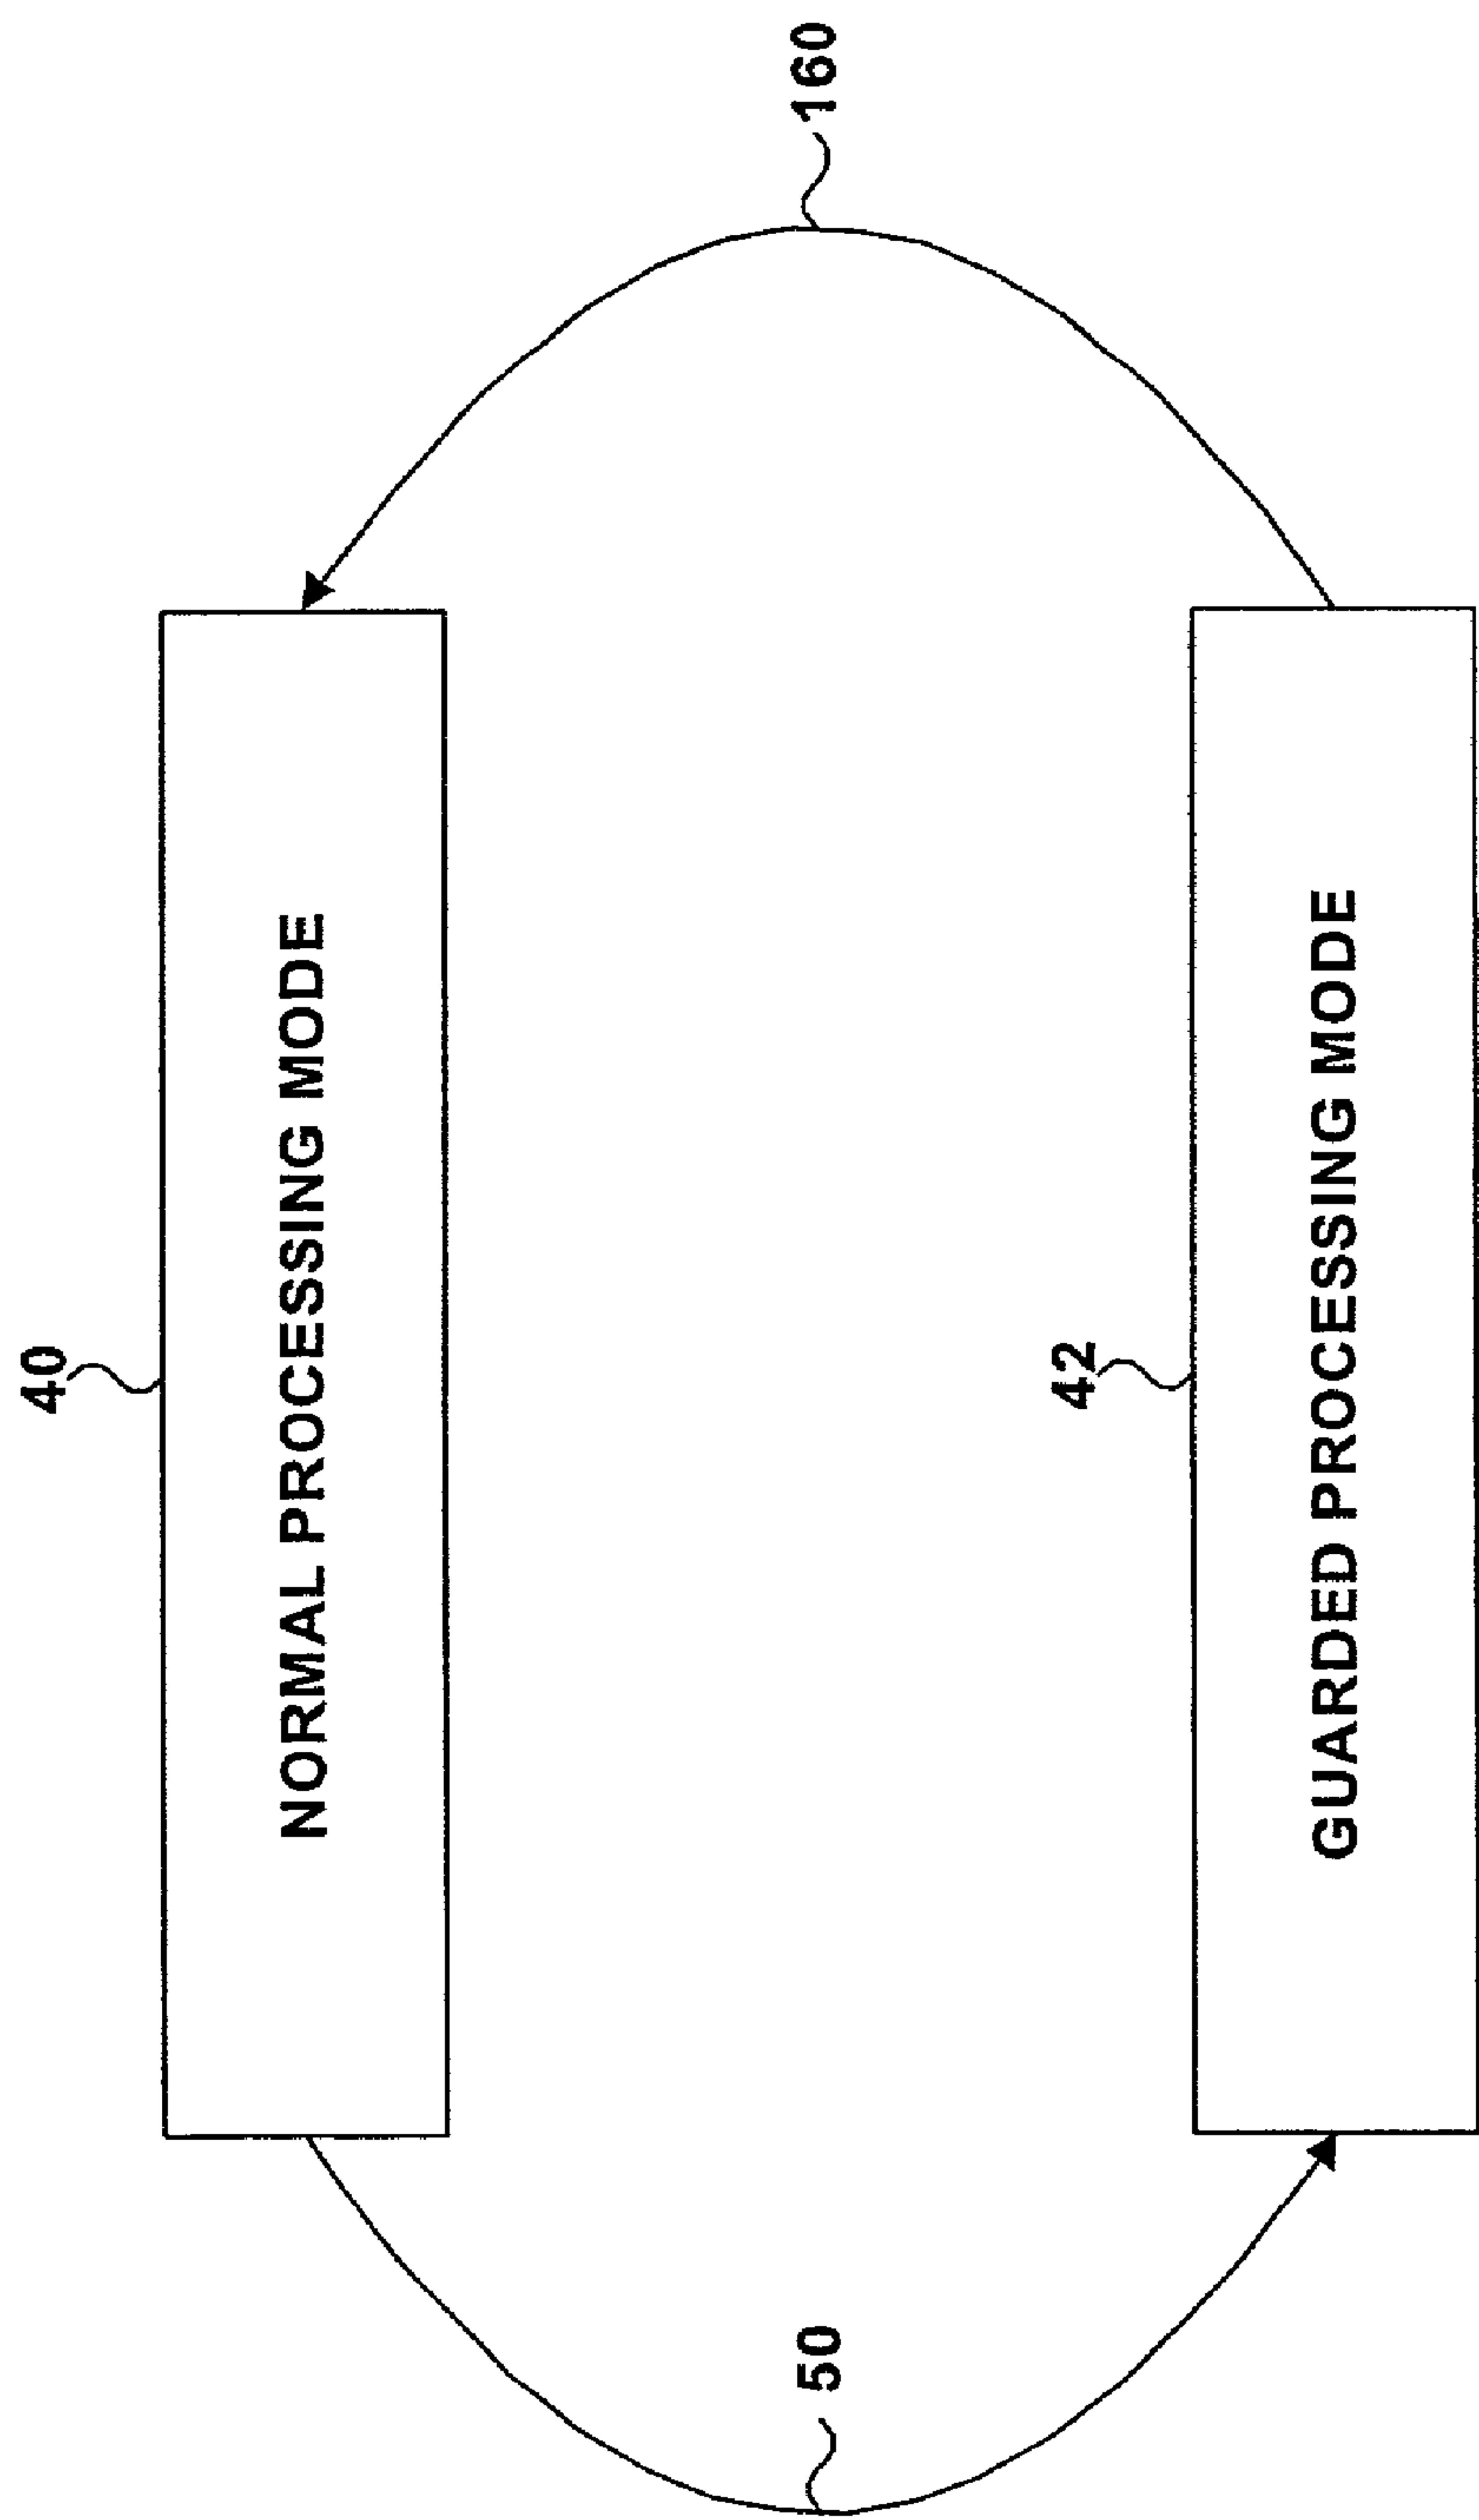 40
NORMAL PROCESSING MODE
50
160
42
GUARDED PROCESSING MODE